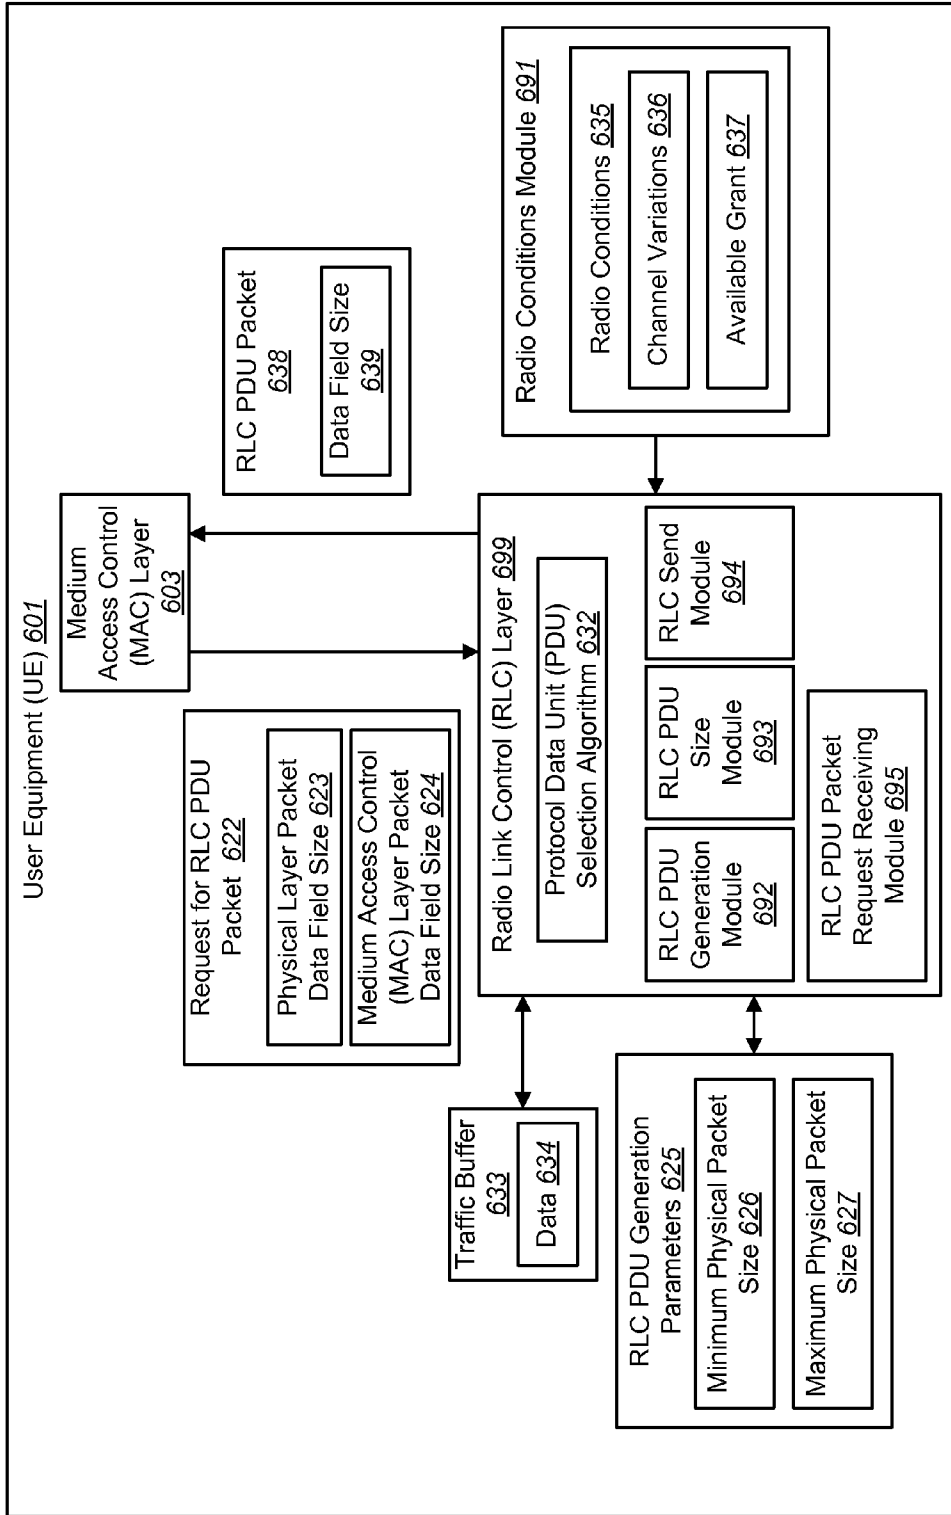 User Equipment (UE) 601
Medium
Access Control
(MAC) Layer
603
Request for RLC PDU
Packet 622
Physical Layer Packet
Data Field Size 623
Medium Access Control
(MAC) Layer Packet
Data Field Size 624
RLC PDU Packet
638
Data Field Size
639
Traffic Buffer
633
Data 634
Radio Link Control (RLC) Layer 699
Protocol Data Unit (PDU)
Selection Algorithm 632
RLC PDU
Generation
Module
692
RLC PDU
Size
Module
693
RLC Send
Module
694
RLC PDU Packet
Request Receiving
Module 695
Radio Conditions Module 691
Radio Conditions 635
Channel Variations 636
Available Grant 637
RLC PDU Generation
Parameters 625
Minimum Physical Packet
Size 626
Maximum Physical Packet
Size 627